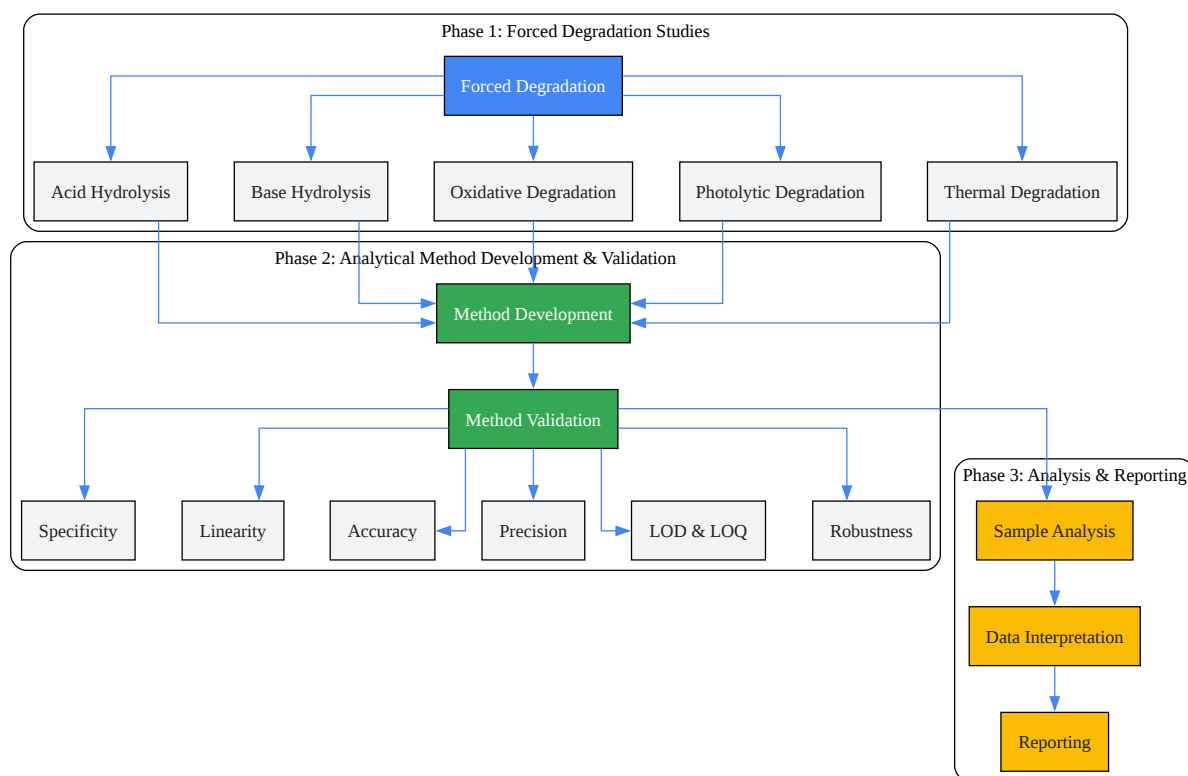 Phase 1: Forced Degradation Studies
Forced Degradation
Acid Hydrolysis
Base Hydrolysis
Oxidative Degradation
Photolytic Degradation
Thermal Degradation
Phase 2: Analytical Method Development & Validation
Method Development
Method Validation
Specificity
Linearity
Accuracy
Precision
LOD & LOQ
Robustness
Phase 3: Analysis & Reporting
Sample Analysis
Data Interpretation
Reporting